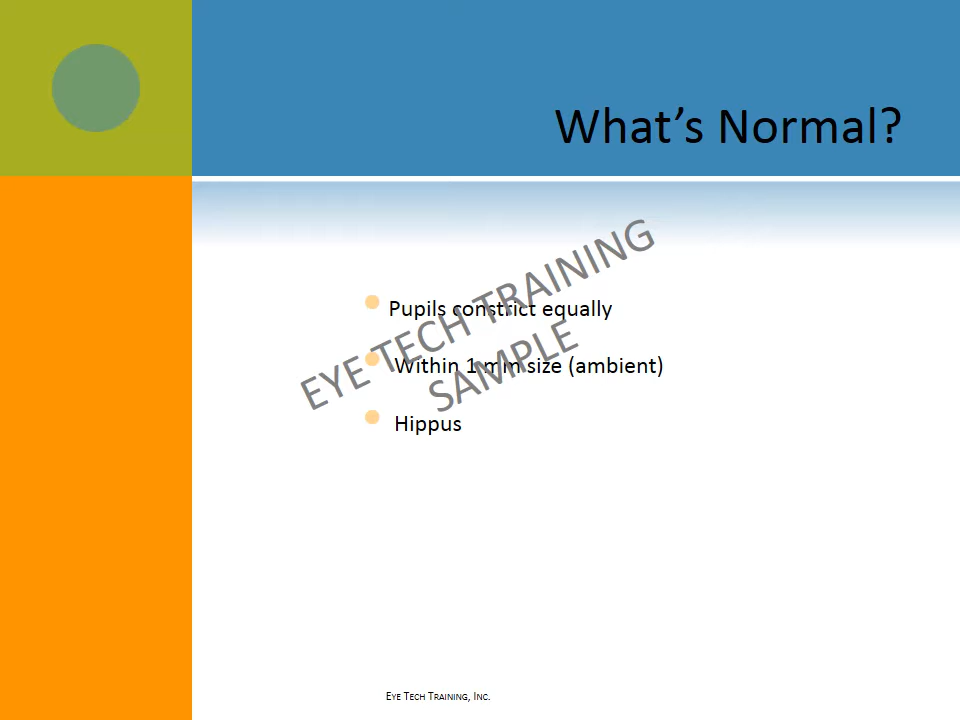 What's Normal?
Pupils constrict equally
Within 1 mm size (ambient)
Hippus
EYE TECH TRAINING
SAMPLE
Eye Tech Training, Inc.